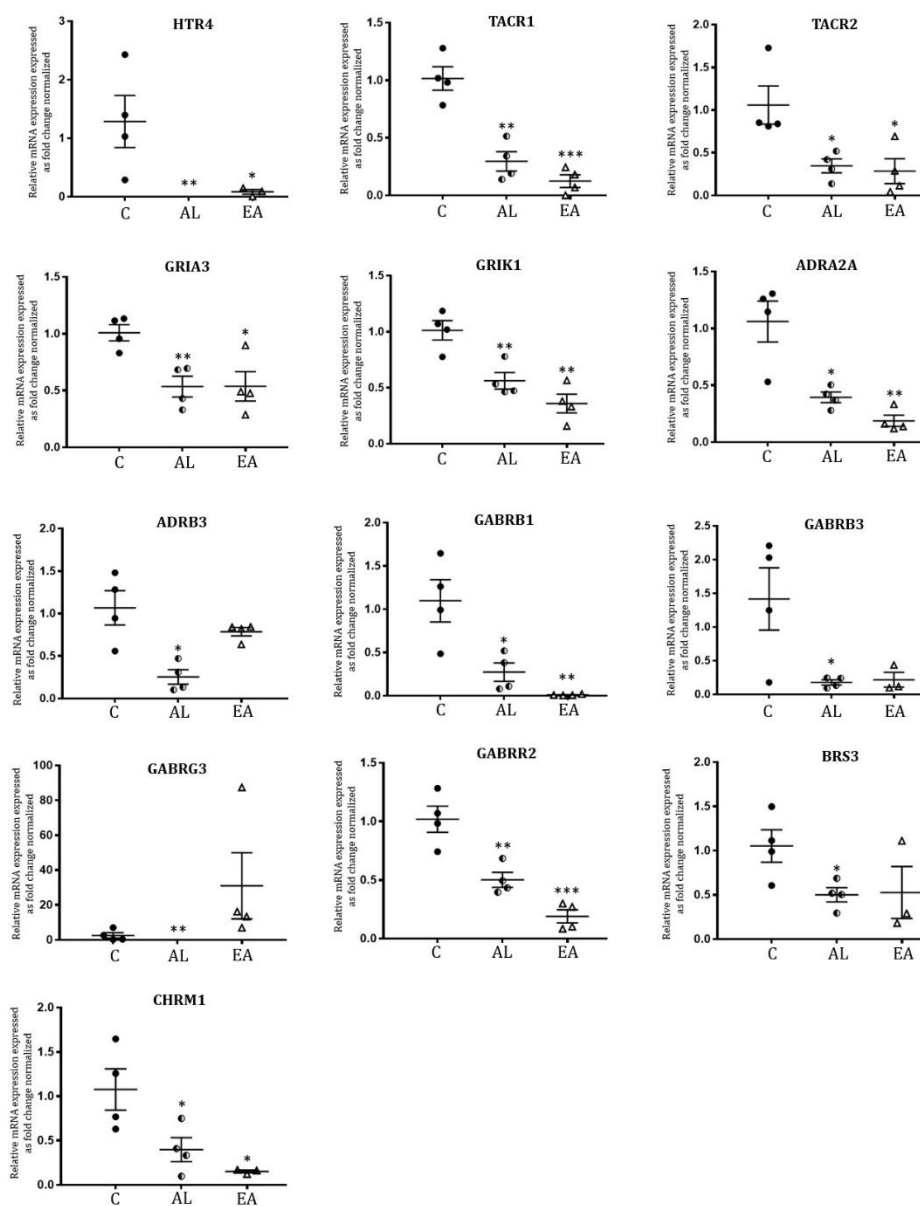 HTR4
Relative mRNA expression expressed
as fold change normalized
3
2
1
0
**
*
C AL EA
TACR1
Relative mRNA expression expressed
as fold change normalized
1.5
1.0
0.5
0.0
**
***
C AL EA
TACR2
Relative mRNA expression expressed
as fold change normalized
2.0
1.5
1.0
0.5
0.0
*
*
C AL EA
GRIA3
Relative mRNA expression expressed
as fold change normalized
1.5
1.0
0.5
0.0
**
*
C AL EA
GRIK1
Relative mRNA expression expressed
as fold change normalized
1.5
1.0
0.5
0.0
**
**
C AL EA
ADRA2A
Relative mRNA expression expressed
as fold change normalized
1.5
1.0
0.5
0.0
*
**
C AL EA
ADRB3
Relative mRNA expression expressed
as fold change normalized
2.0
1.5
1.0
0.5
0.0
*
C AL EA
GABRB1
Relative mRNA expression expressed
as fold change normalized
2.0
1.5
1.0
0.5
0.0
*
**
C AL EA
GABRB3
Relative mRNA expression expressed
as fold change normalized
2.5
2.0
1.5
1.0
0.5
0.0
*
C AL EA
GABRG3
Relative mRNA expression expressed
as fold change normalized
100
80
60
40
20
0
**
C AL EA
GABRR2
Relative mRNA expression expressed
as fold change normalized
1.5
1.0
0.5
0.0
**
***
C AL EA
BRS3
Relative mRNA expression expressed
as fold change normalized
2.0
1.5
1.0
0.5
0.0
*
C AL EA
CHRM1
Relative mRNA expression expressed
as fold change normalized
2.0
1.5
1.0
0.5
0.0
*
*
C AL EA